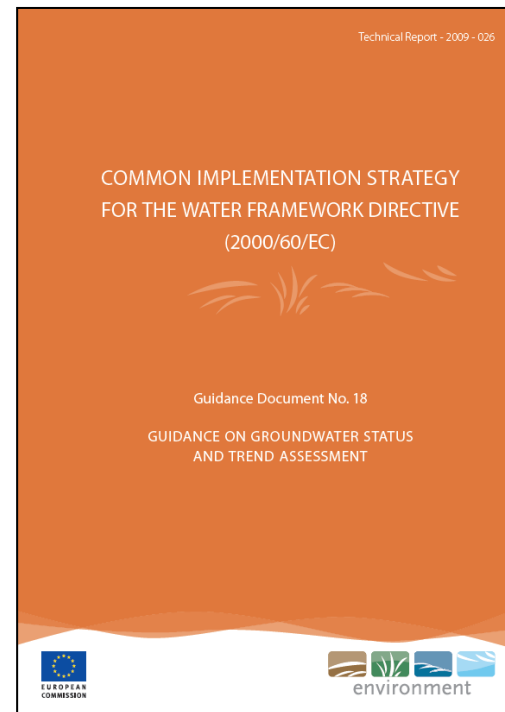 Technical Report - 2009 - 026
COMMON IMPLEMENTATION STRATEGY
FOR THE WATER FRAMEWORK DIRECTIVE
(2000/60/EC)
Guidance Document No. 18
GUIDANCE ON GROUNDWATER STATUS
AND TREND ASSESSMENT
EUROPEAN
COMMISSION
environment